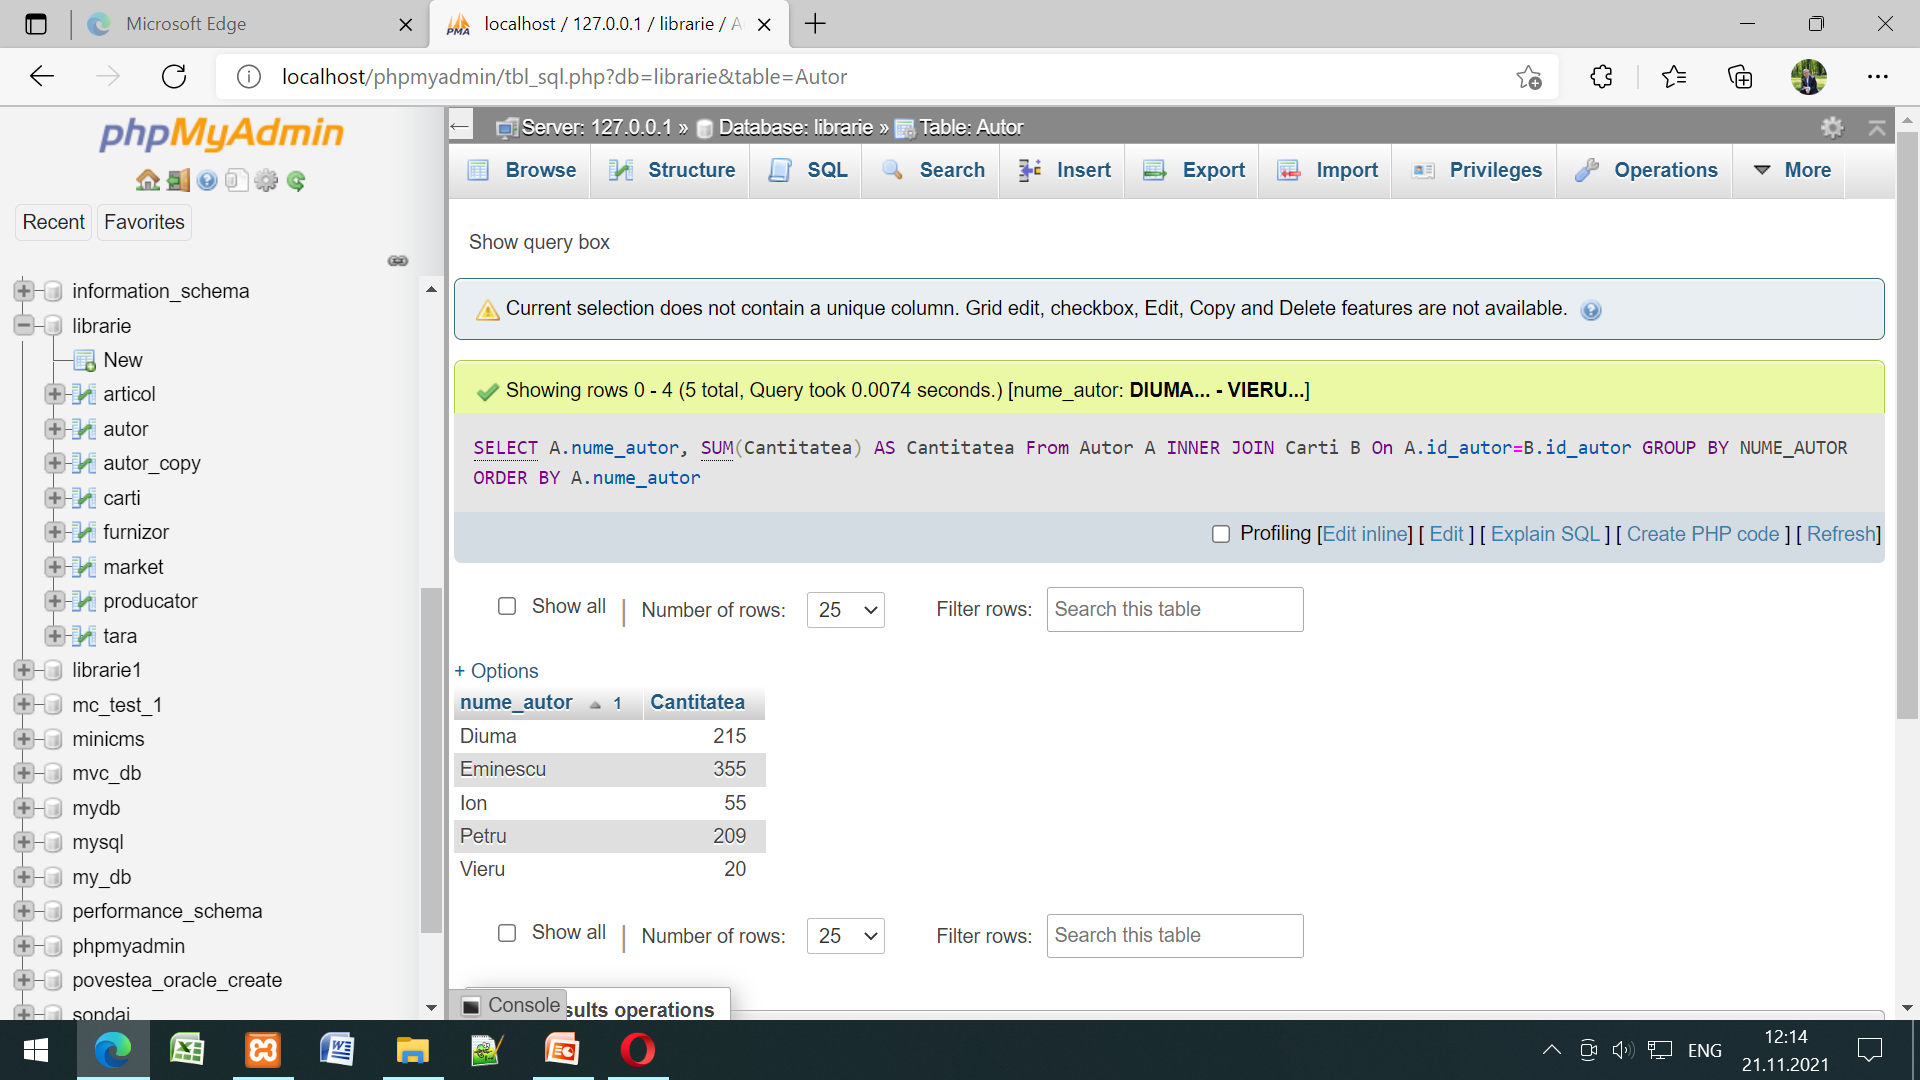 Microsoft Edge
localhost / 127.0.0.1 / librarie / A
localhost/phpmyadmin/tbl_sql.php?db=librarie&table=Autor
phpMyAdmin
Recent
Favorites
information_schema
librarie
New
articol
autor
autor_copy
carti
furnizor
market
producator
tara
librarie1
mc_test_1
minicms
mvc_db
mydb
mysql
my_db
performance_schema
phpmyadmin
povestea_oracle_create
sondaj
Server: 127.0.0.1 » Database: librarie » Table: Autor
Browse Structure SQL Search Insert Export Import Privileges Operations More
Show query box
Current selection does not contain a unique column. Grid edit, checkbox, Edit, Copy and Delete features are not available.
Showing rows 0 - 4 (5 total, Query took 0.0074 seconds.) [nume_autor: DIUMA... - VIERU...]
SELECT A.nume_autor, SUM(Cantitatea) AS Cantitatea From Autor A INNER JOIN Carti B On A.id_autor=B.id_autor GROUP BY NUME_AUTOR
ORDER BY A.nume_autor
Profiling [Edit inline] [ Edit ] [ Explain SQL ] [ Create PHP code ] [ Refresh]
Show all | Number of rows: 25 Filter rows: Search this table
+ Options
nume_autor 1 Cantitatea
Diuma 215
Eminescu 355
Ion 55
Petru 209
Vieru 20
Show all | Number of rows: 25 Filter rows: Search this table
Console
sults operations
ENG
12:14
21.11.2021